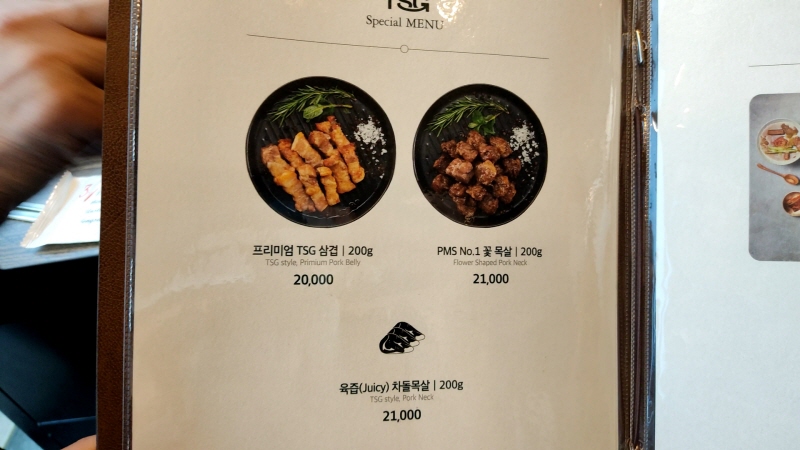 TSG
Special MENU
프리미엄 TSG 삼겹 | 200g
TSG style, Primium Pork Belly
20,000
PMS No.1 꽃 목살 | 200g
Flower Shaped Pork Neck
21,000
육즙(Juicy) 차돌목살 | 200g
TSG style, Pork Neck
21,000